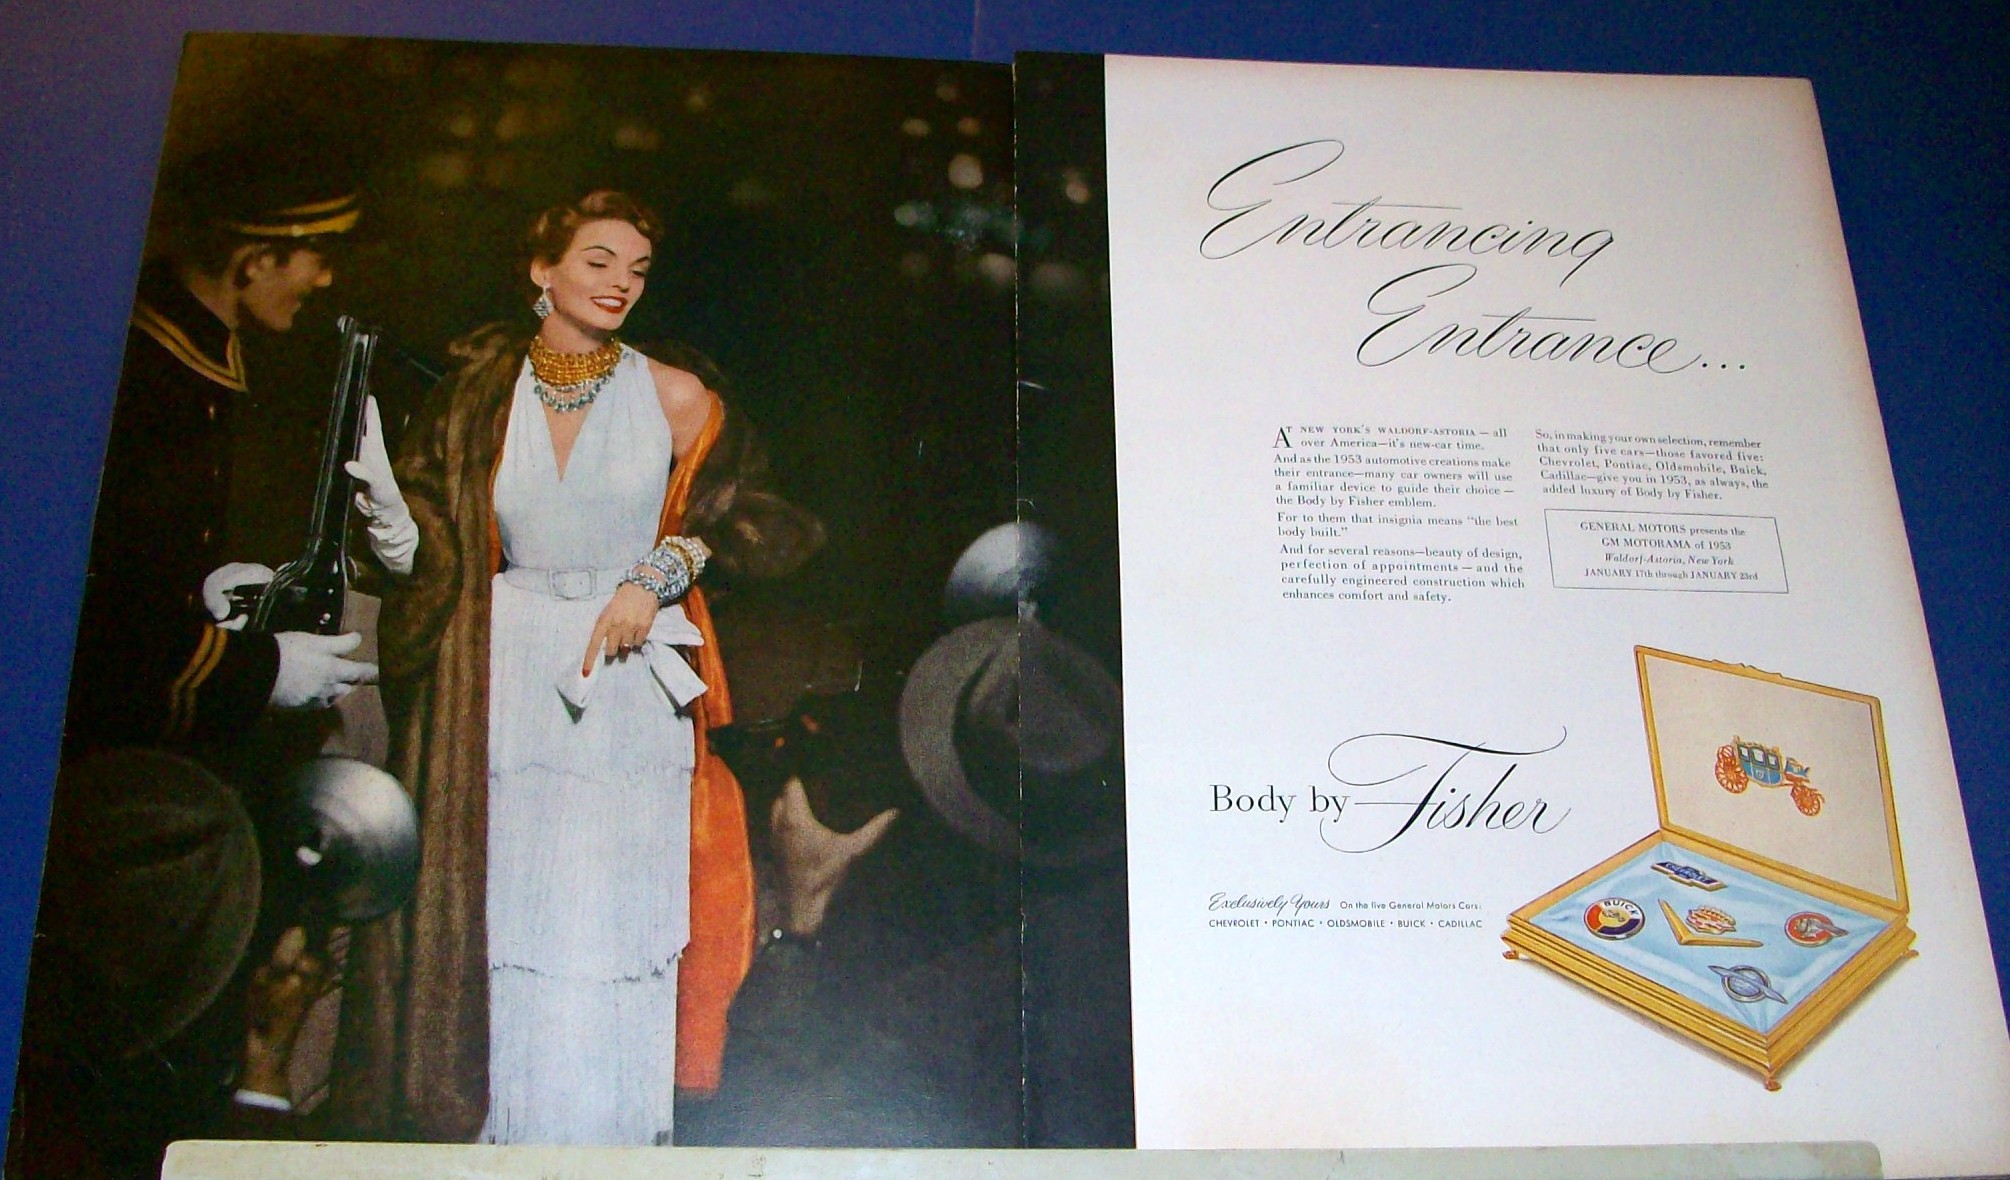 Entrancing
Entrance...
AT NEW YORK'S WALDORF-ASTORIA — all
over America—it's new-car time.
And as the 1953 automotive creations make
their entrance—many car owners will use
a familiar device to guide their choice —
the Body by Fisher emblem.
For to them that insignia means "the best
body built."
And for several reasons—beauty of design,
perfection of appointments — and the
carefully engineered construction which
enhances comfort and safety.
So, in making your own selection, remember
that only five cars—those favored five:
Chevrolet, Pontiac, Oldsmobile, Buick,
Cadillac—give you in 1953, as always, the
added luxury of Body by Fisher.
GENERAL MOTORS presents the
GM MOTORAMA of 1953
Waldorf-Astoria, New York
JANUARY 17th through JANUARY 23rd
Body by Fisher
Exclusively Yours On the five General Motors Cars:
CHEVROLET • PONTIAC • OLDSMOBILE • BUICK • CADILLAC
CHEVROLET
BUICK